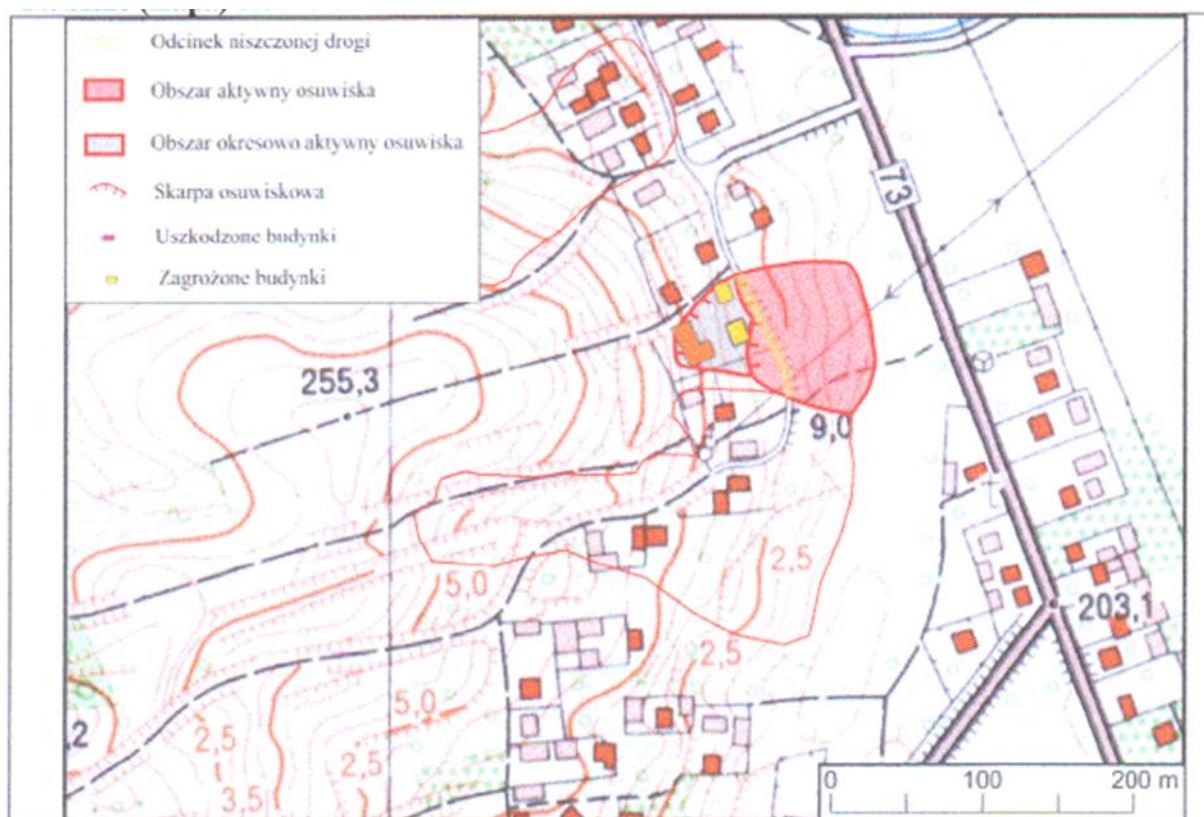 Odcinek niszczonej drogi
Obszar aktywny osuwiska
Obszar okresowo aktywny osuwiska
Skarpa osuwiskowa
Uszkodzone budynki
Zagrożone budynki
73
255,3
9,0
2.5
5,0
203,1
2,5
5,0
,2
2,5
2,5
3,5
0 100 200 m